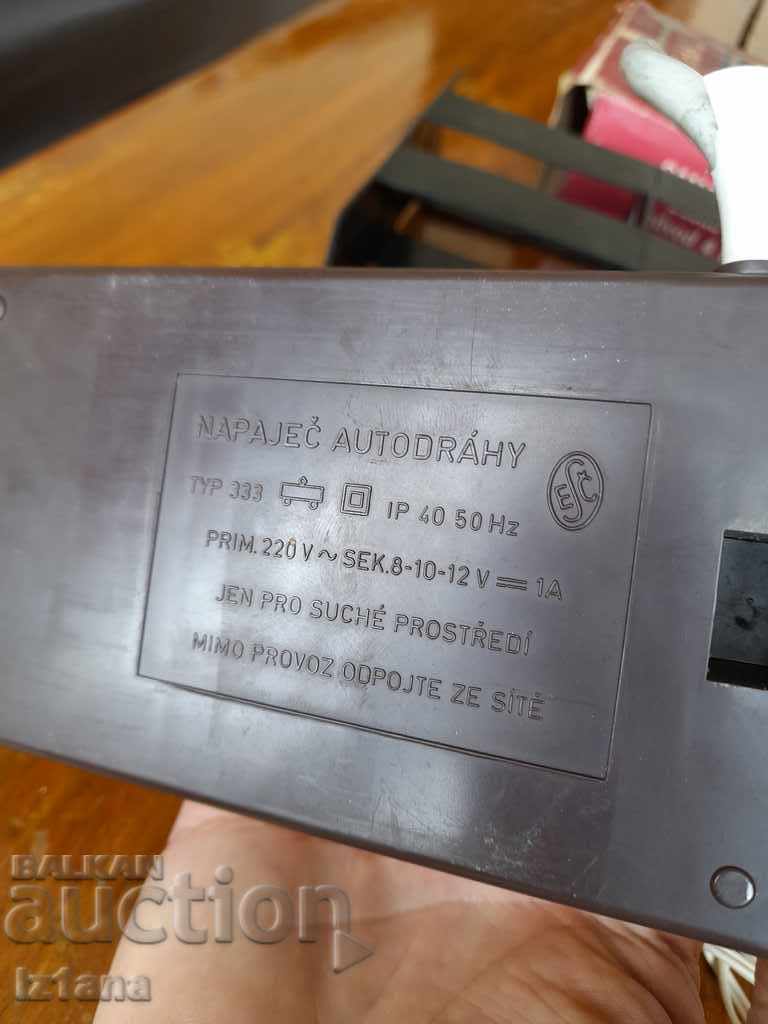 NAPAJEČ AUTODRÁHY
TYP 333 IP 40 50 Hz
ESČ
PRIM. 220 V ~ SEK. 8-10-12 V ⎓ 1A
JEN PRO SUCHÉ PROSTŘEDÍ
MIMO PROVOZ ODPOJTE ZE SÍTĚ
BALKAN
auction
iz1ana